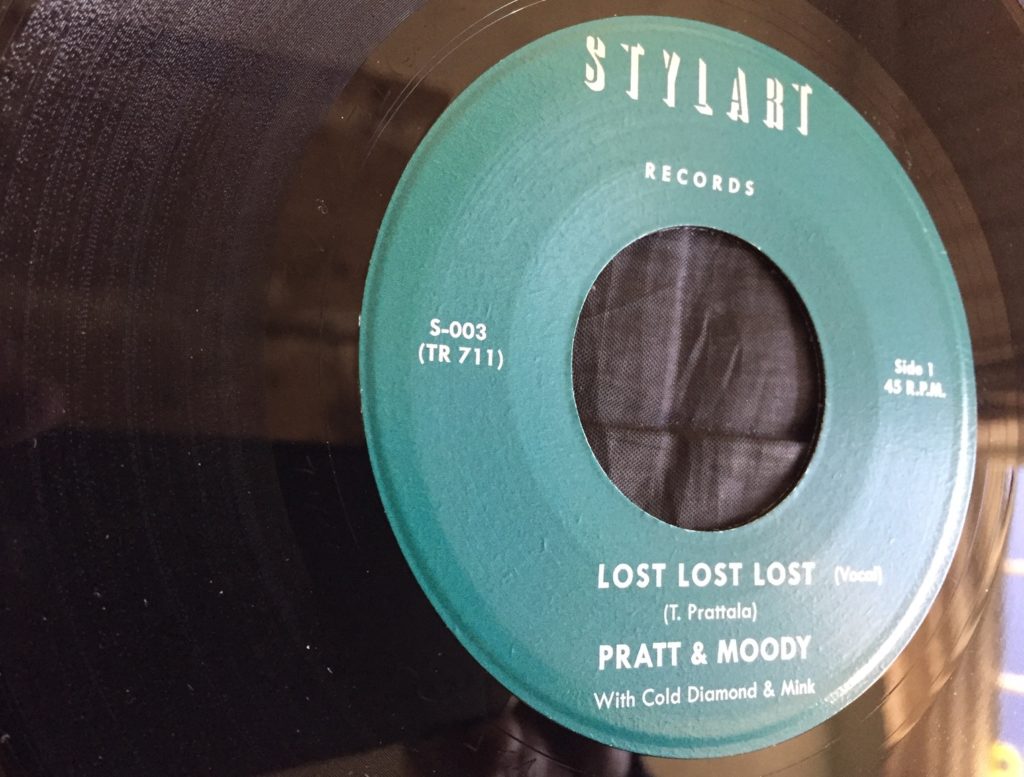 STYLART
RECORDS
S-003
(TR 711)
Side 1
45 R.P.M.
LOST LOST LOST (Vocal)
(T. Prattala)
PRATT & MOODY
With Cold Diamond & Mink